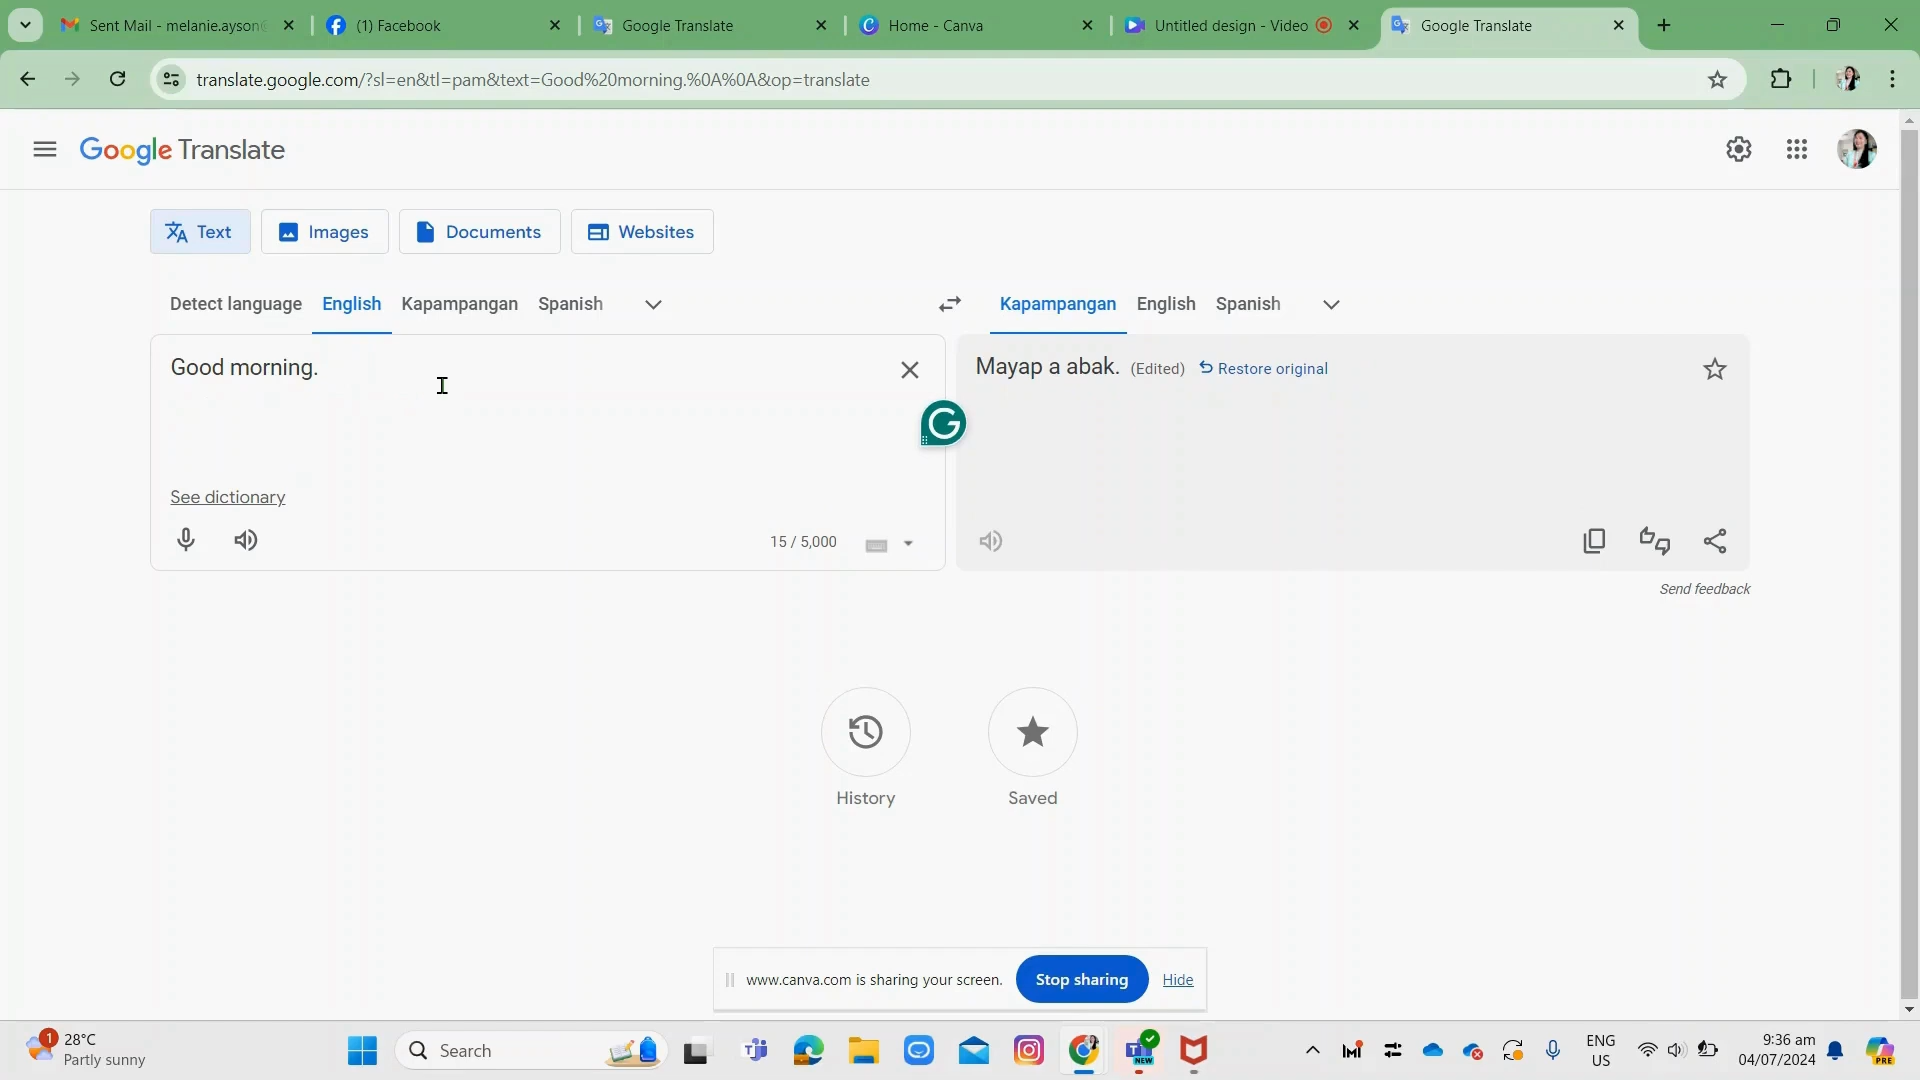 Sent Mail - melanie.ayson
(1) Facebook
Google Translate
Home - Canva
Untitled design - Video
Google Translate
translate.google.com/?sl=en&tl=pam&text=Good%20morning.%0A%0A&op=translate
Google Translate
Text
Images
Documents
Websites
Detect language
English
Kapampangan
Spanish
Kapampangan
English
Spanish
Good morning.
Mayap a abak.
(Edited)
Restore original
See dictionary
15 / 5,000
Send feedback
History
Saved
www.canva.com is sharing your screen.
Stop sharing
Hide
1
28°C
Partly sunny
Search
NEW
ENG
US
9:36 am
04/07/2024
PRE